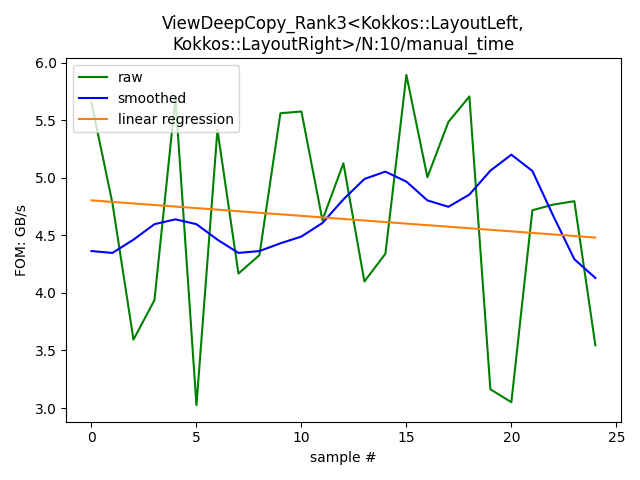 ViewDeepCopy_Rank3<Kokkos::LayoutLeft,
Kokkos::LayoutRight>/N:10/manual_time
raw
smoothed
linear regression
FOM: GB/s
6.0
5.5
5.0
4.5
4.0
3.5
3.0
0 5 10 15 20 25
sample #